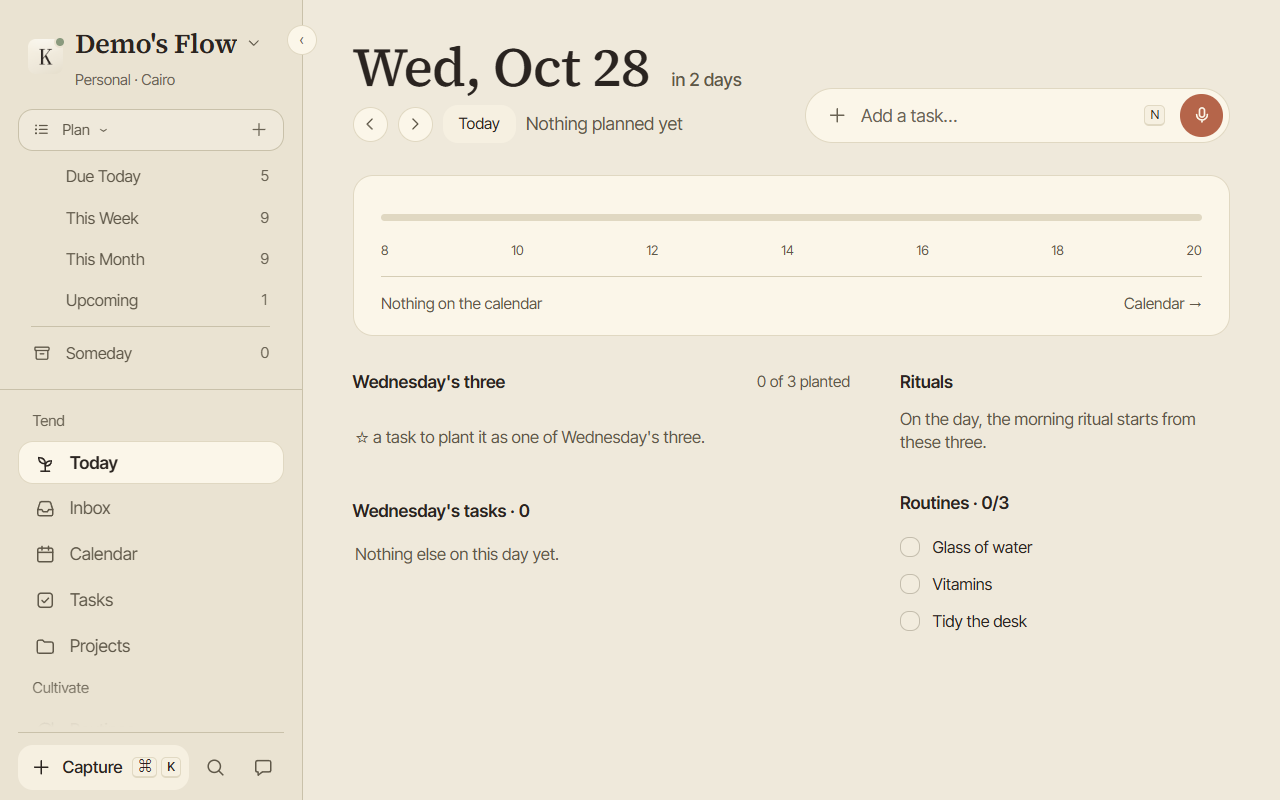 K
Demo's Flow
Personal · Cairo
Plan
Due Today 5
This Week 9
This Month 9
Upcoming 1
Someday 0
Tend
Today
Inbox
Calendar
Tasks
Projects
Cultivate
Capture ⌘ K
Wed, Oct 28 in 2 days
Today Nothing planned yet
Add a task... N
8 10 12 14 16 18 20
Nothing on the calendar Calendar →
Wednesday's three 0 of 3 planted
☆ a task to plant it as one of Wednesday's three.
Wednesday's tasks · 0
Nothing else on this day yet.
Rituals
On the day, the morning ritual starts from
these three.
Routines · 0/3
Glass of water
Vitamins
Tidy the desk